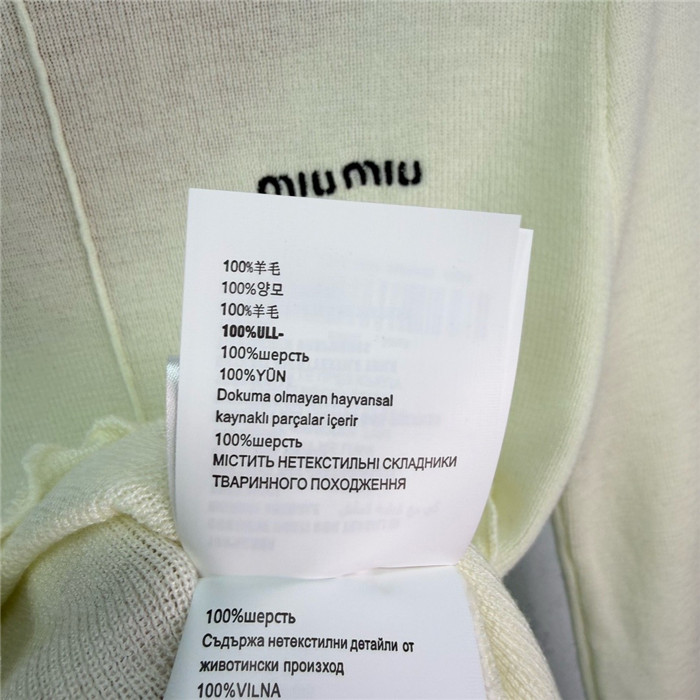 miu miu
100%羊毛
100%양모
100%羊毛
100%ULL-
100%шерсть
100%YÜN
Dokuma olmayan hayvansal
kaynaklı parçalar içerir
100%шерсть
МІСТИТЬ НЕТЕКСТИЛЬНІ СКЛАДНИКИ
ТВАРИННОГО ПОХОДЖЕННЯ
100%шерсть
Съдържа нетекстилни детайли от
животински произход
100%VILNA